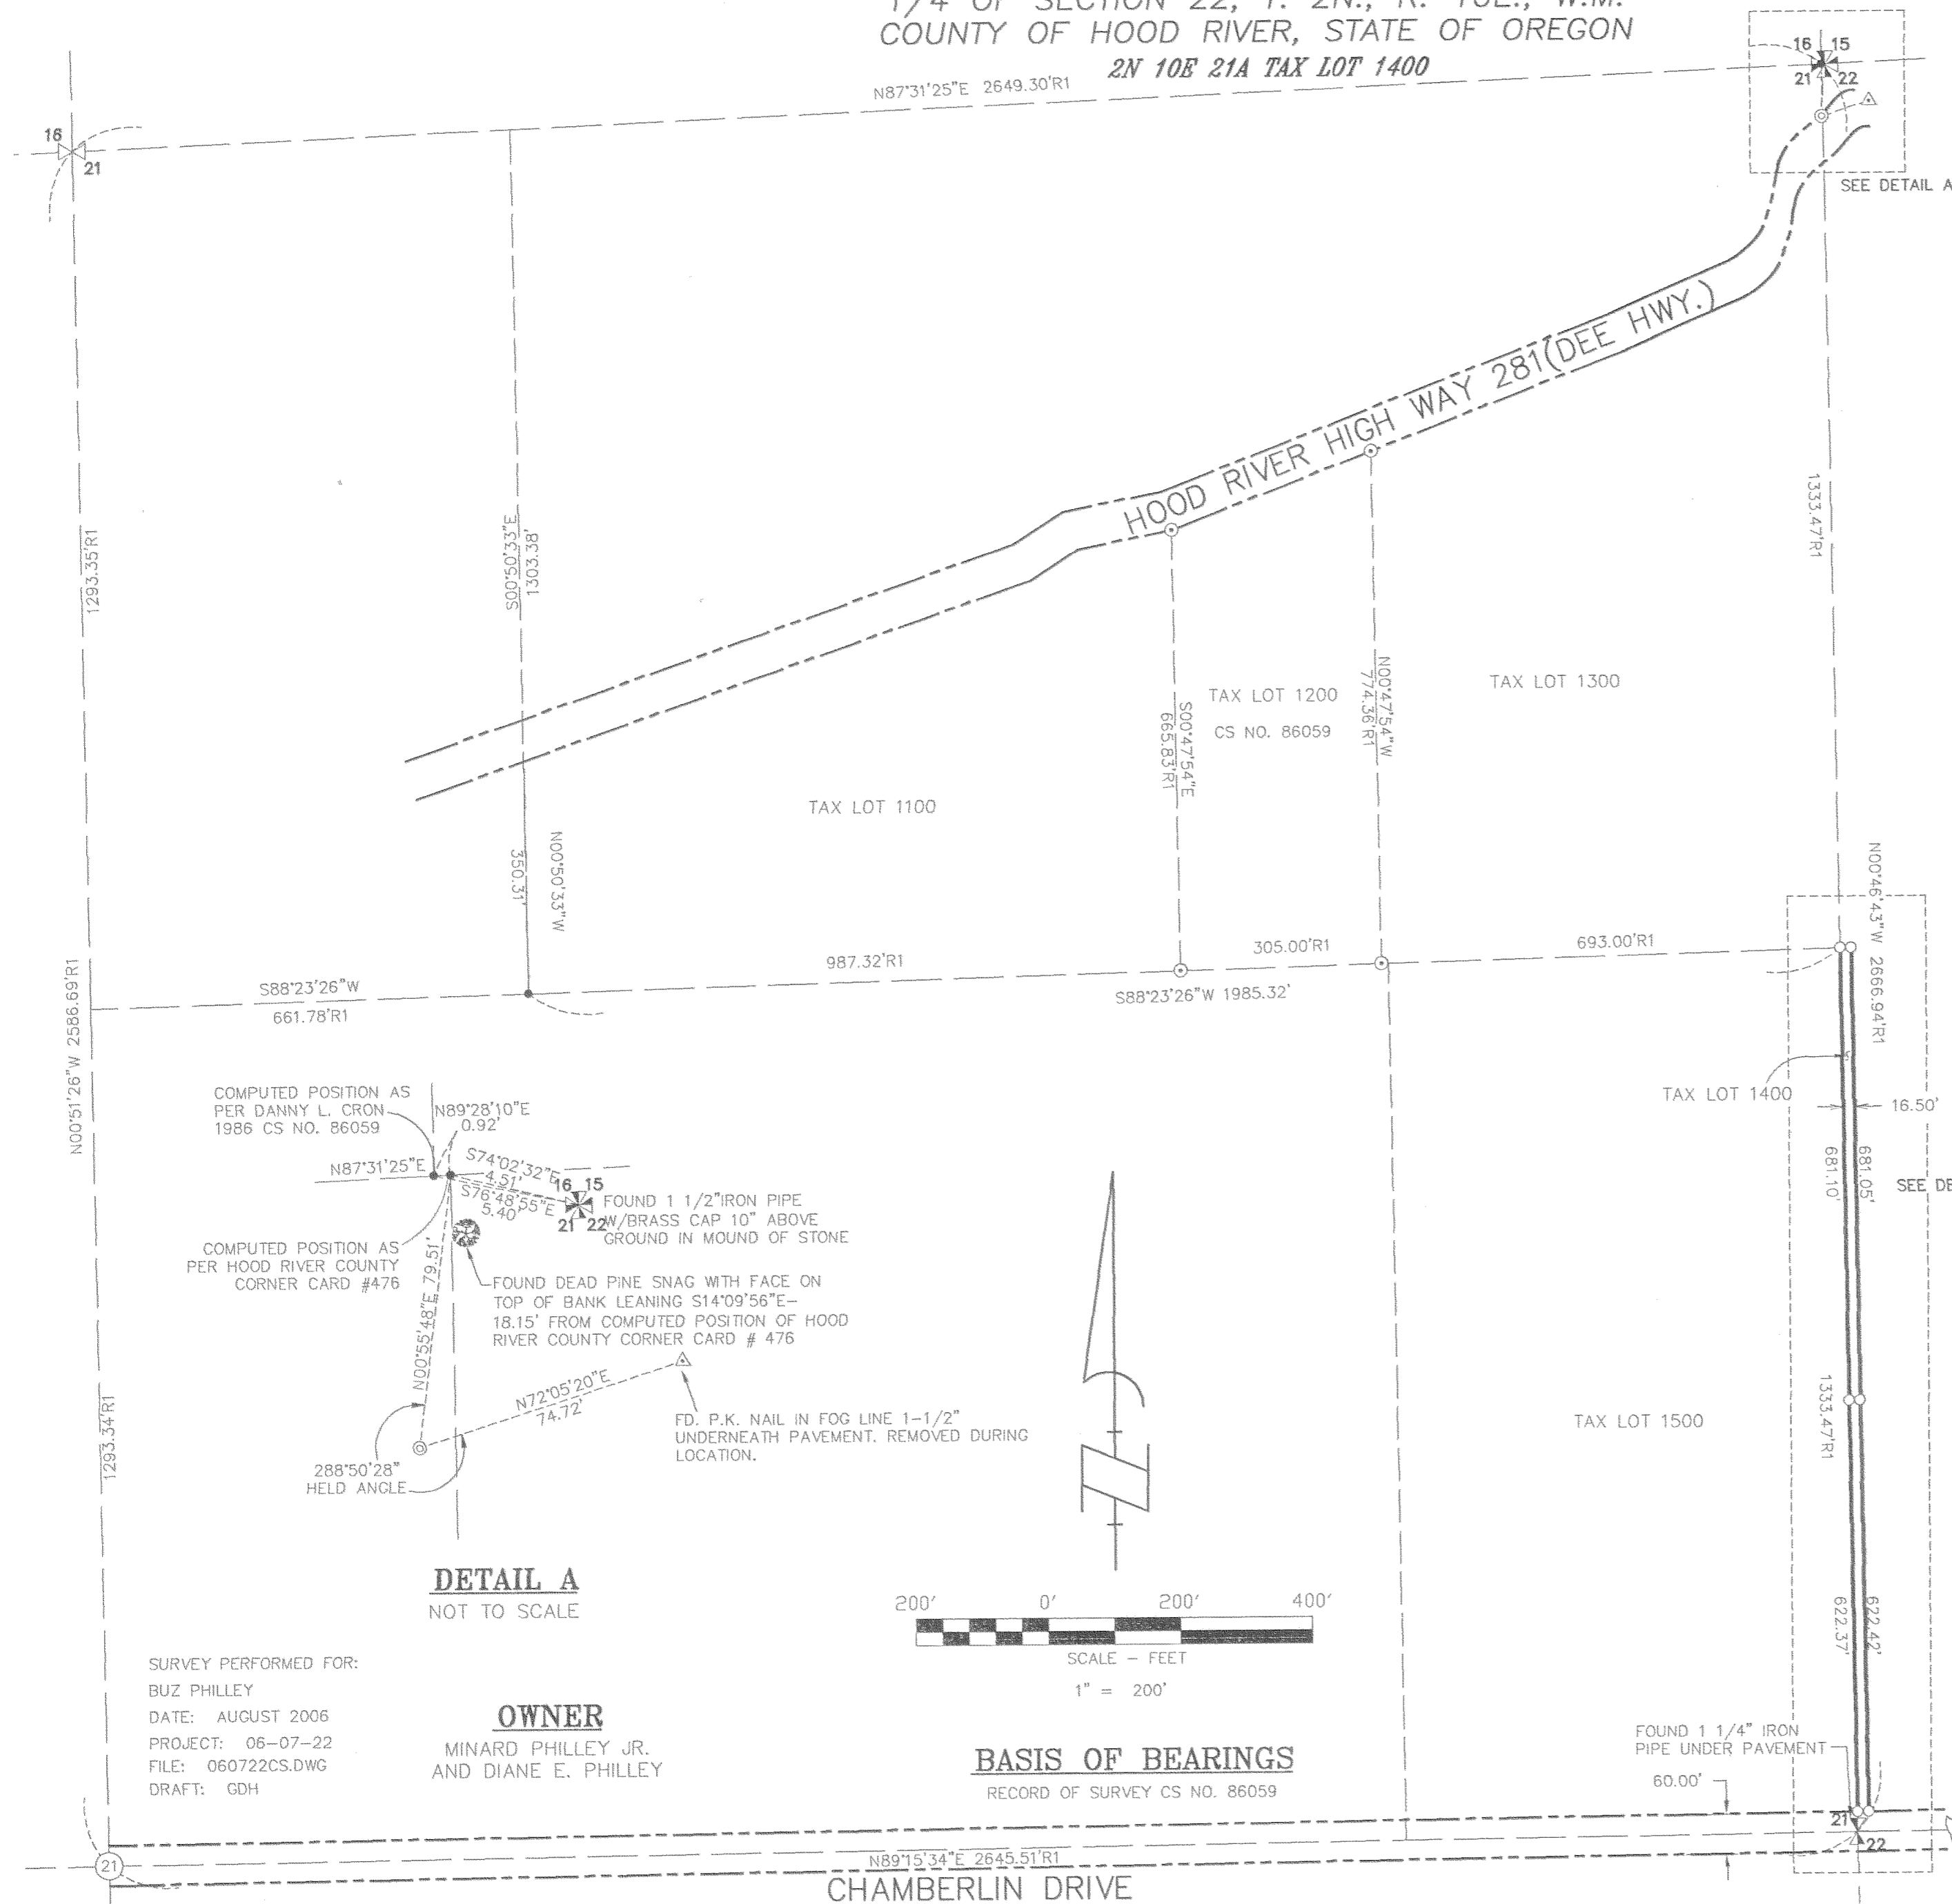 1/4 OF SECTION 22, T. 2N., R. 10E., W.M.
COUNTY OF HOOD RIVER, STATE OF OREGON
2N 10E 21A TAX LOT 1400
N87°31'25"E 2649.30'R1
16
21
16 15
21 22
SEE DETAIL A
HOOD RIVER HIGH WAY 281(DEE HWY.)
1293.35'R1
S00°50'33"E
1303.38'
1333.47'R1
TAX LOT 1100
S00°47'54"E
665.83'R1
TAX LOT 1200
CS NO. 86059
N00°47'54"W
774.36'R1
TAX LOT 1300
N00°50'33"W
350.31'
N00°46'43"W 2666.94'R1
987.32'R1
305.00'R1
693.00'R1
S88°23'26"W
661.78'R1
S88°23'26"W 1985.32'
N00°51'26"W 2586.69'R1
COMPUTED POSITION AS
PER DANNY L. CRON
1986 CS NO. 86059
N89°28'10"E
0.92'
N87°31'25"E
S74°02'32"E
4.51'
S76°48'55"E
5.40'
16 15
21 22
FOUND 1 1/2"IRON PIPE
W/BRASS CAP 10" ABOVE
GROUND IN MOUND OF STONE
COMPUTED POSITION AS
PER HOOD RIVER COUNTY
CORNER CARD #476
FOUND DEAD PINE SNAG WITH FACE ON
TOP OF BANK LEANING S14°09'56"E-
18.15' FROM COMPUTED POSITION OF HOOD
RIVER COUNTY CORNER CARD # 476
N00°55'48"E 79.51'
N72°05'20"E
74.72'
FD. P.K. NAIL IN FOG LINE 1-1/2"
UNDERNEATH PAVEMENT. REMOVED DURING
LOCATION.
288°50'28"
HELD ANGLE
DETAIL A
NOT TO SCALE
1293.34'R1
TAX LOT 1400
16.50'
681.10'
681.05'
SEE DE
1333.47'R1
TAX LOT 1500
622.37'
622.42'
200' 0' 200' 400'
SCALE - FEET
1" = 200'
SURVEY PERFORMED FOR:
BUZ PHILLEY
DATE: AUGUST 2006
PROJECT: 06-07-22
FILE: 060722CS.DWG
DRAFT: GDH
OWNER
MINARD PHILLEY JR.
AND DIANE E. PHILLEY
BASIS OF BEARINGS
RECORD OF SURVEY CS NO. 86059
FOUND 1 1/4" IRON
PIPE UNDER PAVEMENT
60.00'
21
22
21
N89°15'34"E 2645.51'R1
CHAMBERLIN DRIVE